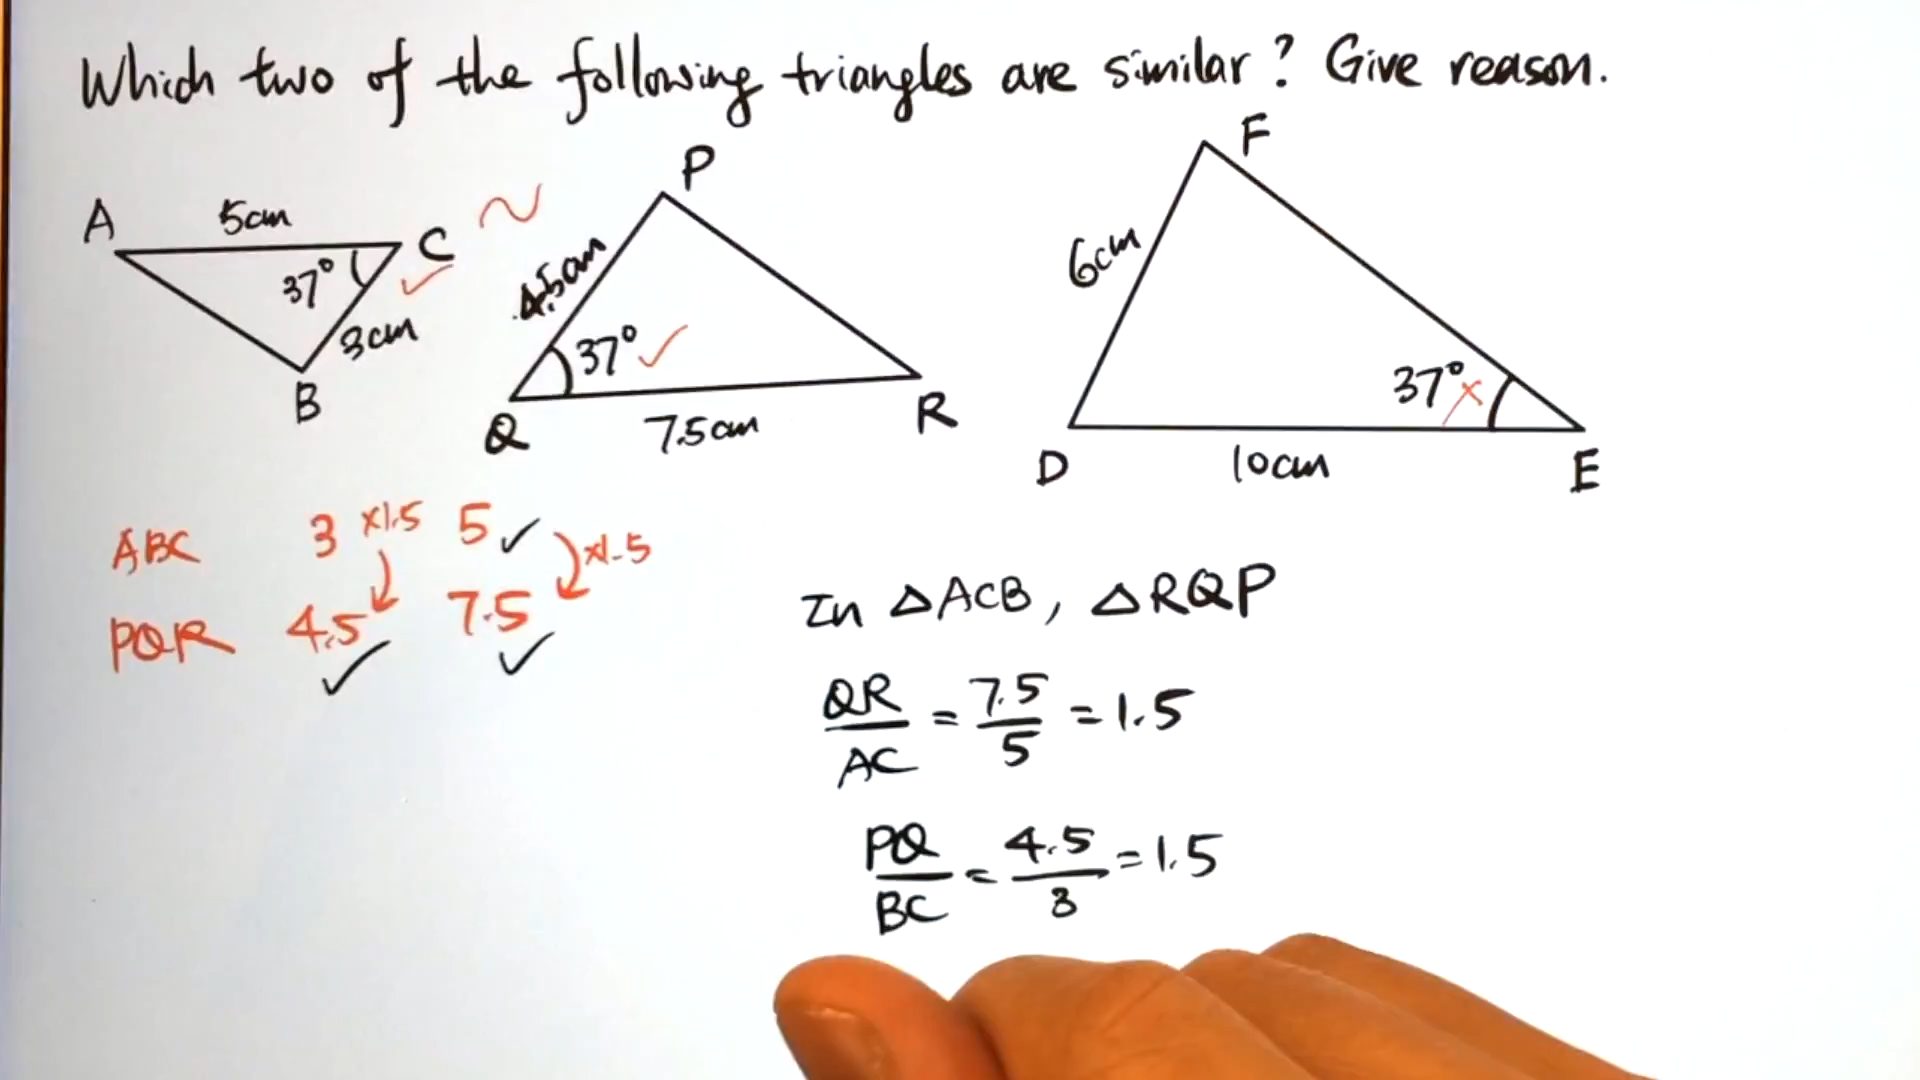 Which two of the following triangles are similar? Give reason.
A 5cm C ~
37°
3cm
B
P
4.5cm
37° ✓
Q 7.5cm R
F
6cm
37° x
D 10cm E
ABC 3 x1.5 5 ✓ x1.5
PQR 4.5 7.5
✓ ✓
In △ACB, △RQP
QR/AC = 7.5/5 = 1.5
PQ/BC = 4.5/3 = 1.5